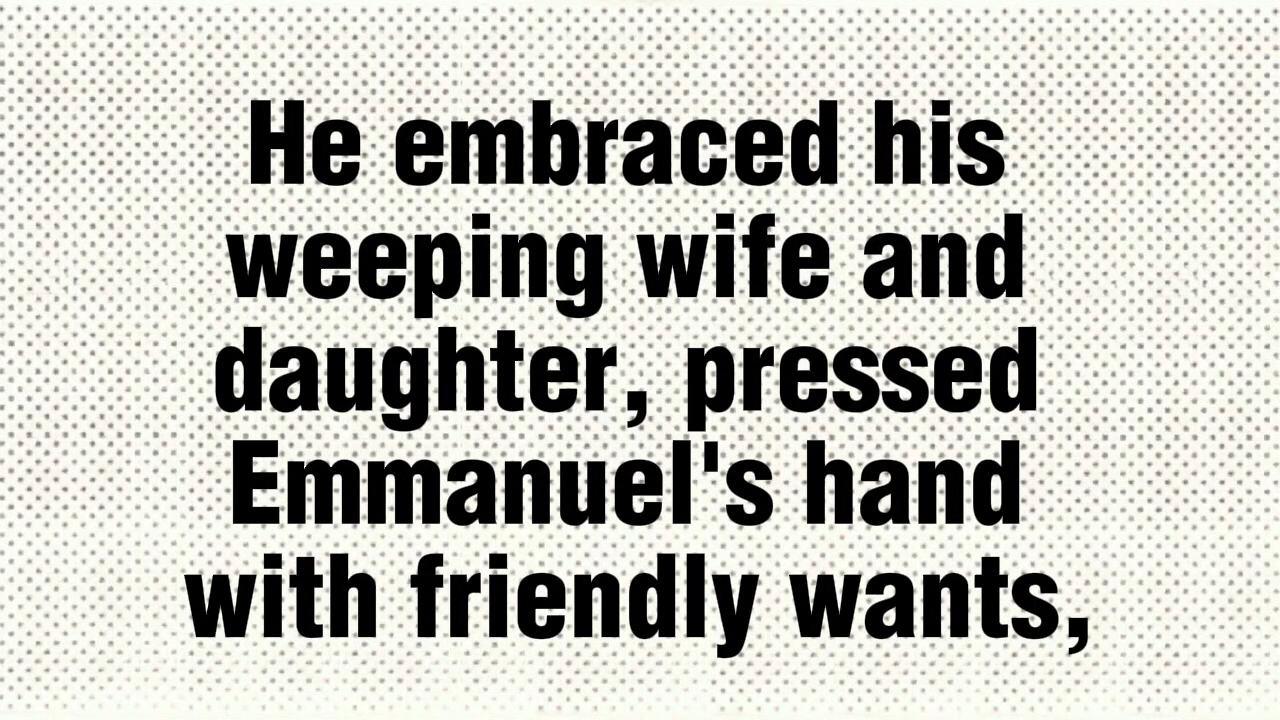 He embraced his
weeping wife and
daughter, pressed
Emmanuel's hand
with friendly wants,